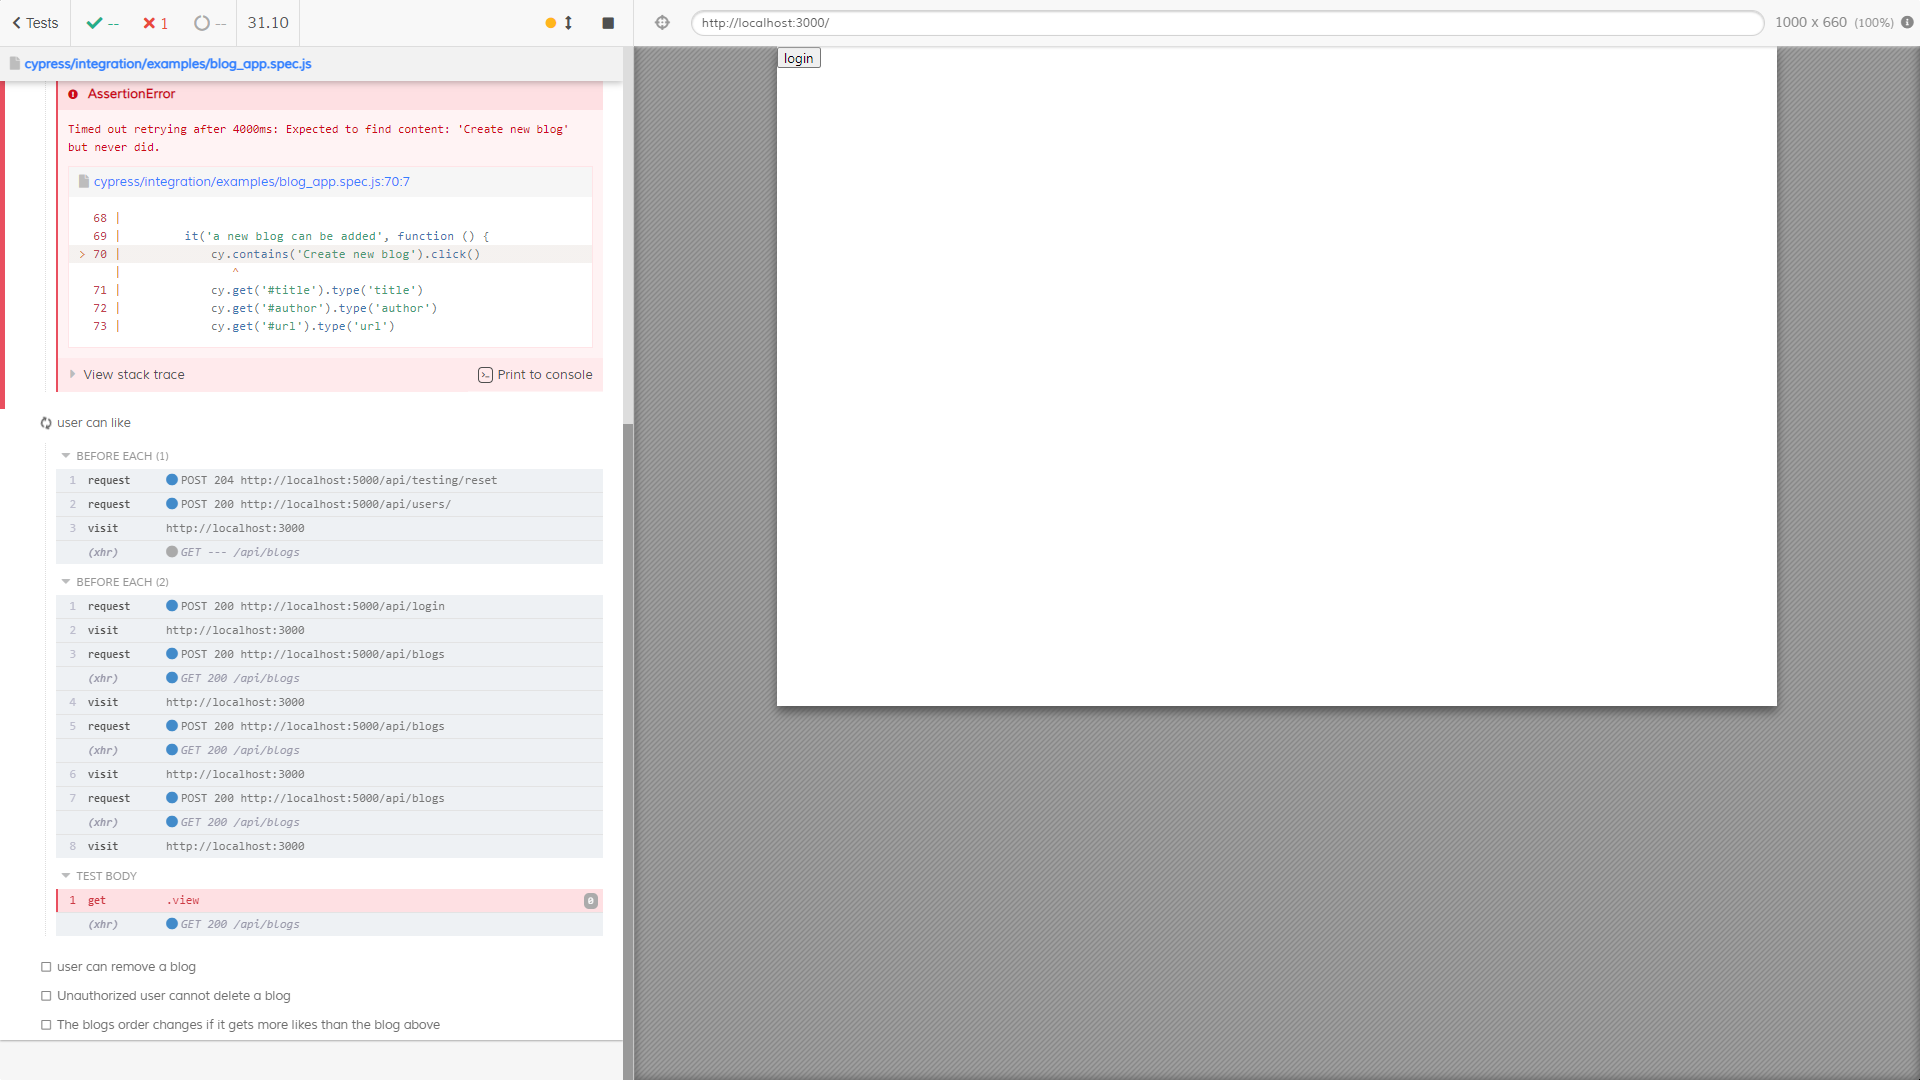 Tests
--
1
--
31.10
http://localhost:3000/
1000 x 660 (100%)
cypress/integration/examples/blog_app.spec.js
login
AssertionError
Timed out retrying after 4000ms: Expected to find content: 'Create new blog'
but never did.
cypress/integration/examples/blog_app.spec.js:70:7
68 |
69 | it('a new blog can be added', function () {
> 70 | cy.contains('Create new blog').click()
| ^
71 | cy.get('#title').type('title')
72 | cy.get('#author').type('author')
73 | cy.get('#url').type('url')
View stack trace
Print to console
user can like
BEFORE EACH (1)
1 request POST 204 http://localhost:5000/api/testing/reset
2 request POST 200 http://localhost:5000/api/users/
3 visit http://localhost:3000
(xhr) GET --- /api/blogs
BEFORE EACH (2)
1 request POST 200 http://localhost:5000/api/login
2 visit http://localhost:3000
3 request POST 200 http://localhost:5000/api/blogs
(xhr) GET 200 /api/blogs
4 visit http://localhost:3000
5 request POST 200 http://localhost:5000/api/blogs
(xhr) GET 200 /api/blogs
6 visit http://localhost:3000
7 request POST 200 http://localhost:5000/api/blogs
(xhr) GET 200 /api/blogs
8 visit http://localhost:3000
TEST BODY
1 get .view 0
(xhr) GET 200 /api/blogs
user can remove a blog
Unauthorized user cannot delete a blog
The blogs order changes if it gets more likes than the blog above